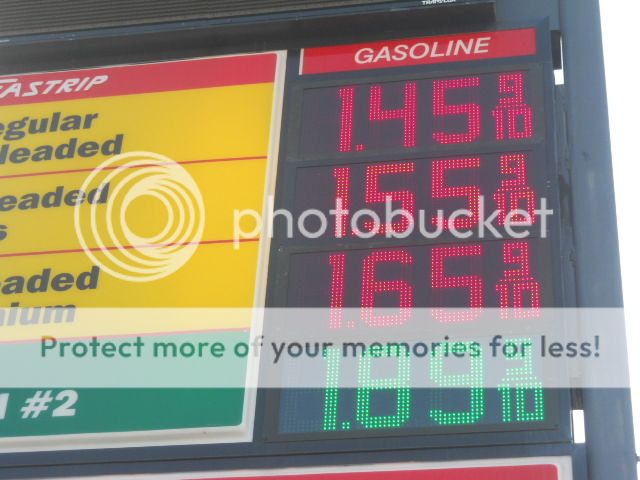 GASOLINE
ASTRIP
egular
leaded
1.45 9/10
eaded
s
1.55 9/10
eaded
ium
1.65 9/10
#2
1.89 9/10
photobucket
Protect more of your memories for less!